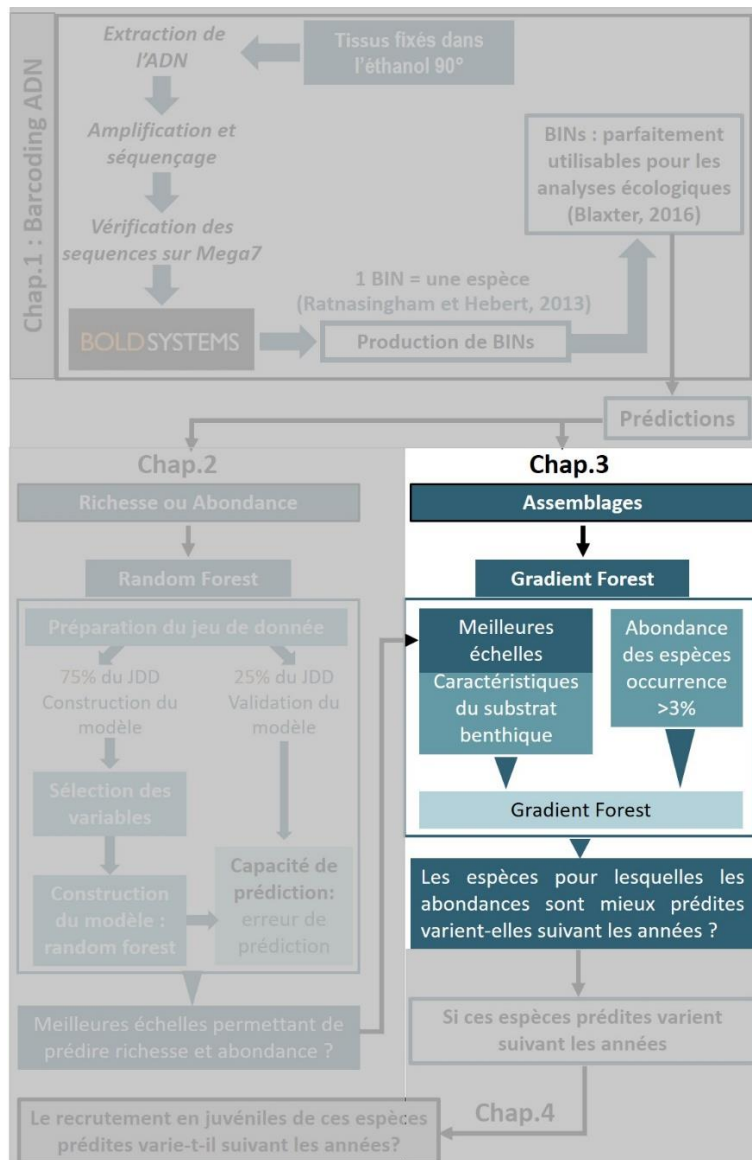 Chap.1 : Barcoding ADN
Extraction de
l'ADN
Tissus fixés dans
l'éthanol 90°
Amplification et
séquençage
Vérification des
sequences sur Mega7
BOLDSYSTEMS
1 BIN = une espèce
(Ratnasingham et Hebert, 2013)
Production de BINs
BINs : parfaitement
utilisables pour les
analyses écologiques
(Blaxter, 2016)
Prédictions
Chap.2
Richesse ou Abondance
Random Forest
Préparation du jeu de donnée
75% du JDD
Construction du
modèle
25% du JDD
Validation du
modèle
Sélection des
variables
Construction
du modèle :
random forest
Capacité de
prédiction:
erreur de
prédiction
Meilleures échelles permettant de
prédire richesse et abondance ?
Chap.3
Assemblages
Gradient Forest
Meilleures
échelles
Caractéristiques
du substrat
benthique
Abondance
des espèces
occurrence
>3%
Gradient Forest
Les espèces pour lesquelles les
abondances sont mieux prédites
varient-elles suivant les années ?
Si ces espèces prédites varient
suivant les années
Chap.4
Le recrutement en juvéniles de ces espèces
prédites varie-t-il suivant les années?